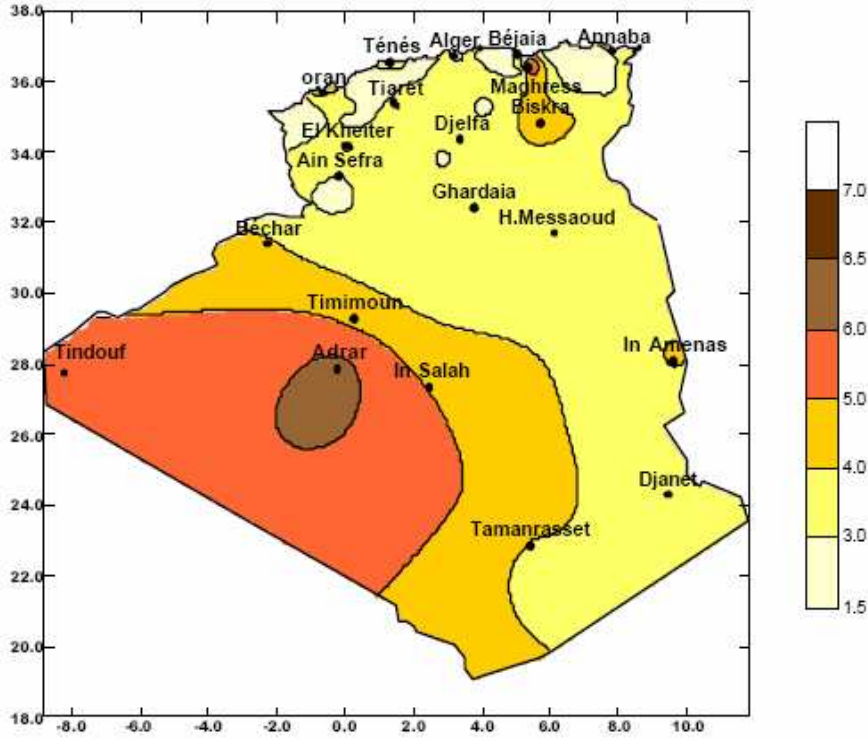 38.0
Ténés Alger Béjaia Annaba
36.0
oran
Tiaret
Maghress
Biskra
El Kheiter
Djelfa
34.0
Ain Sefra
Ghardaia
32.0
H.Messaoud
Bechar
30.0
Timimoun
28.0
Tindouf Adrar In Salah In Amenas
26.0
24.0
Djanet
Tamanrasset
22.0
20.0
18.0
-8.0 -6.0 -4.0 -2.0 0.0 2.0 4.0 6.0 8.0 10.0
7.0
6.5
6.0
5.0
4.0
3.0
1.5